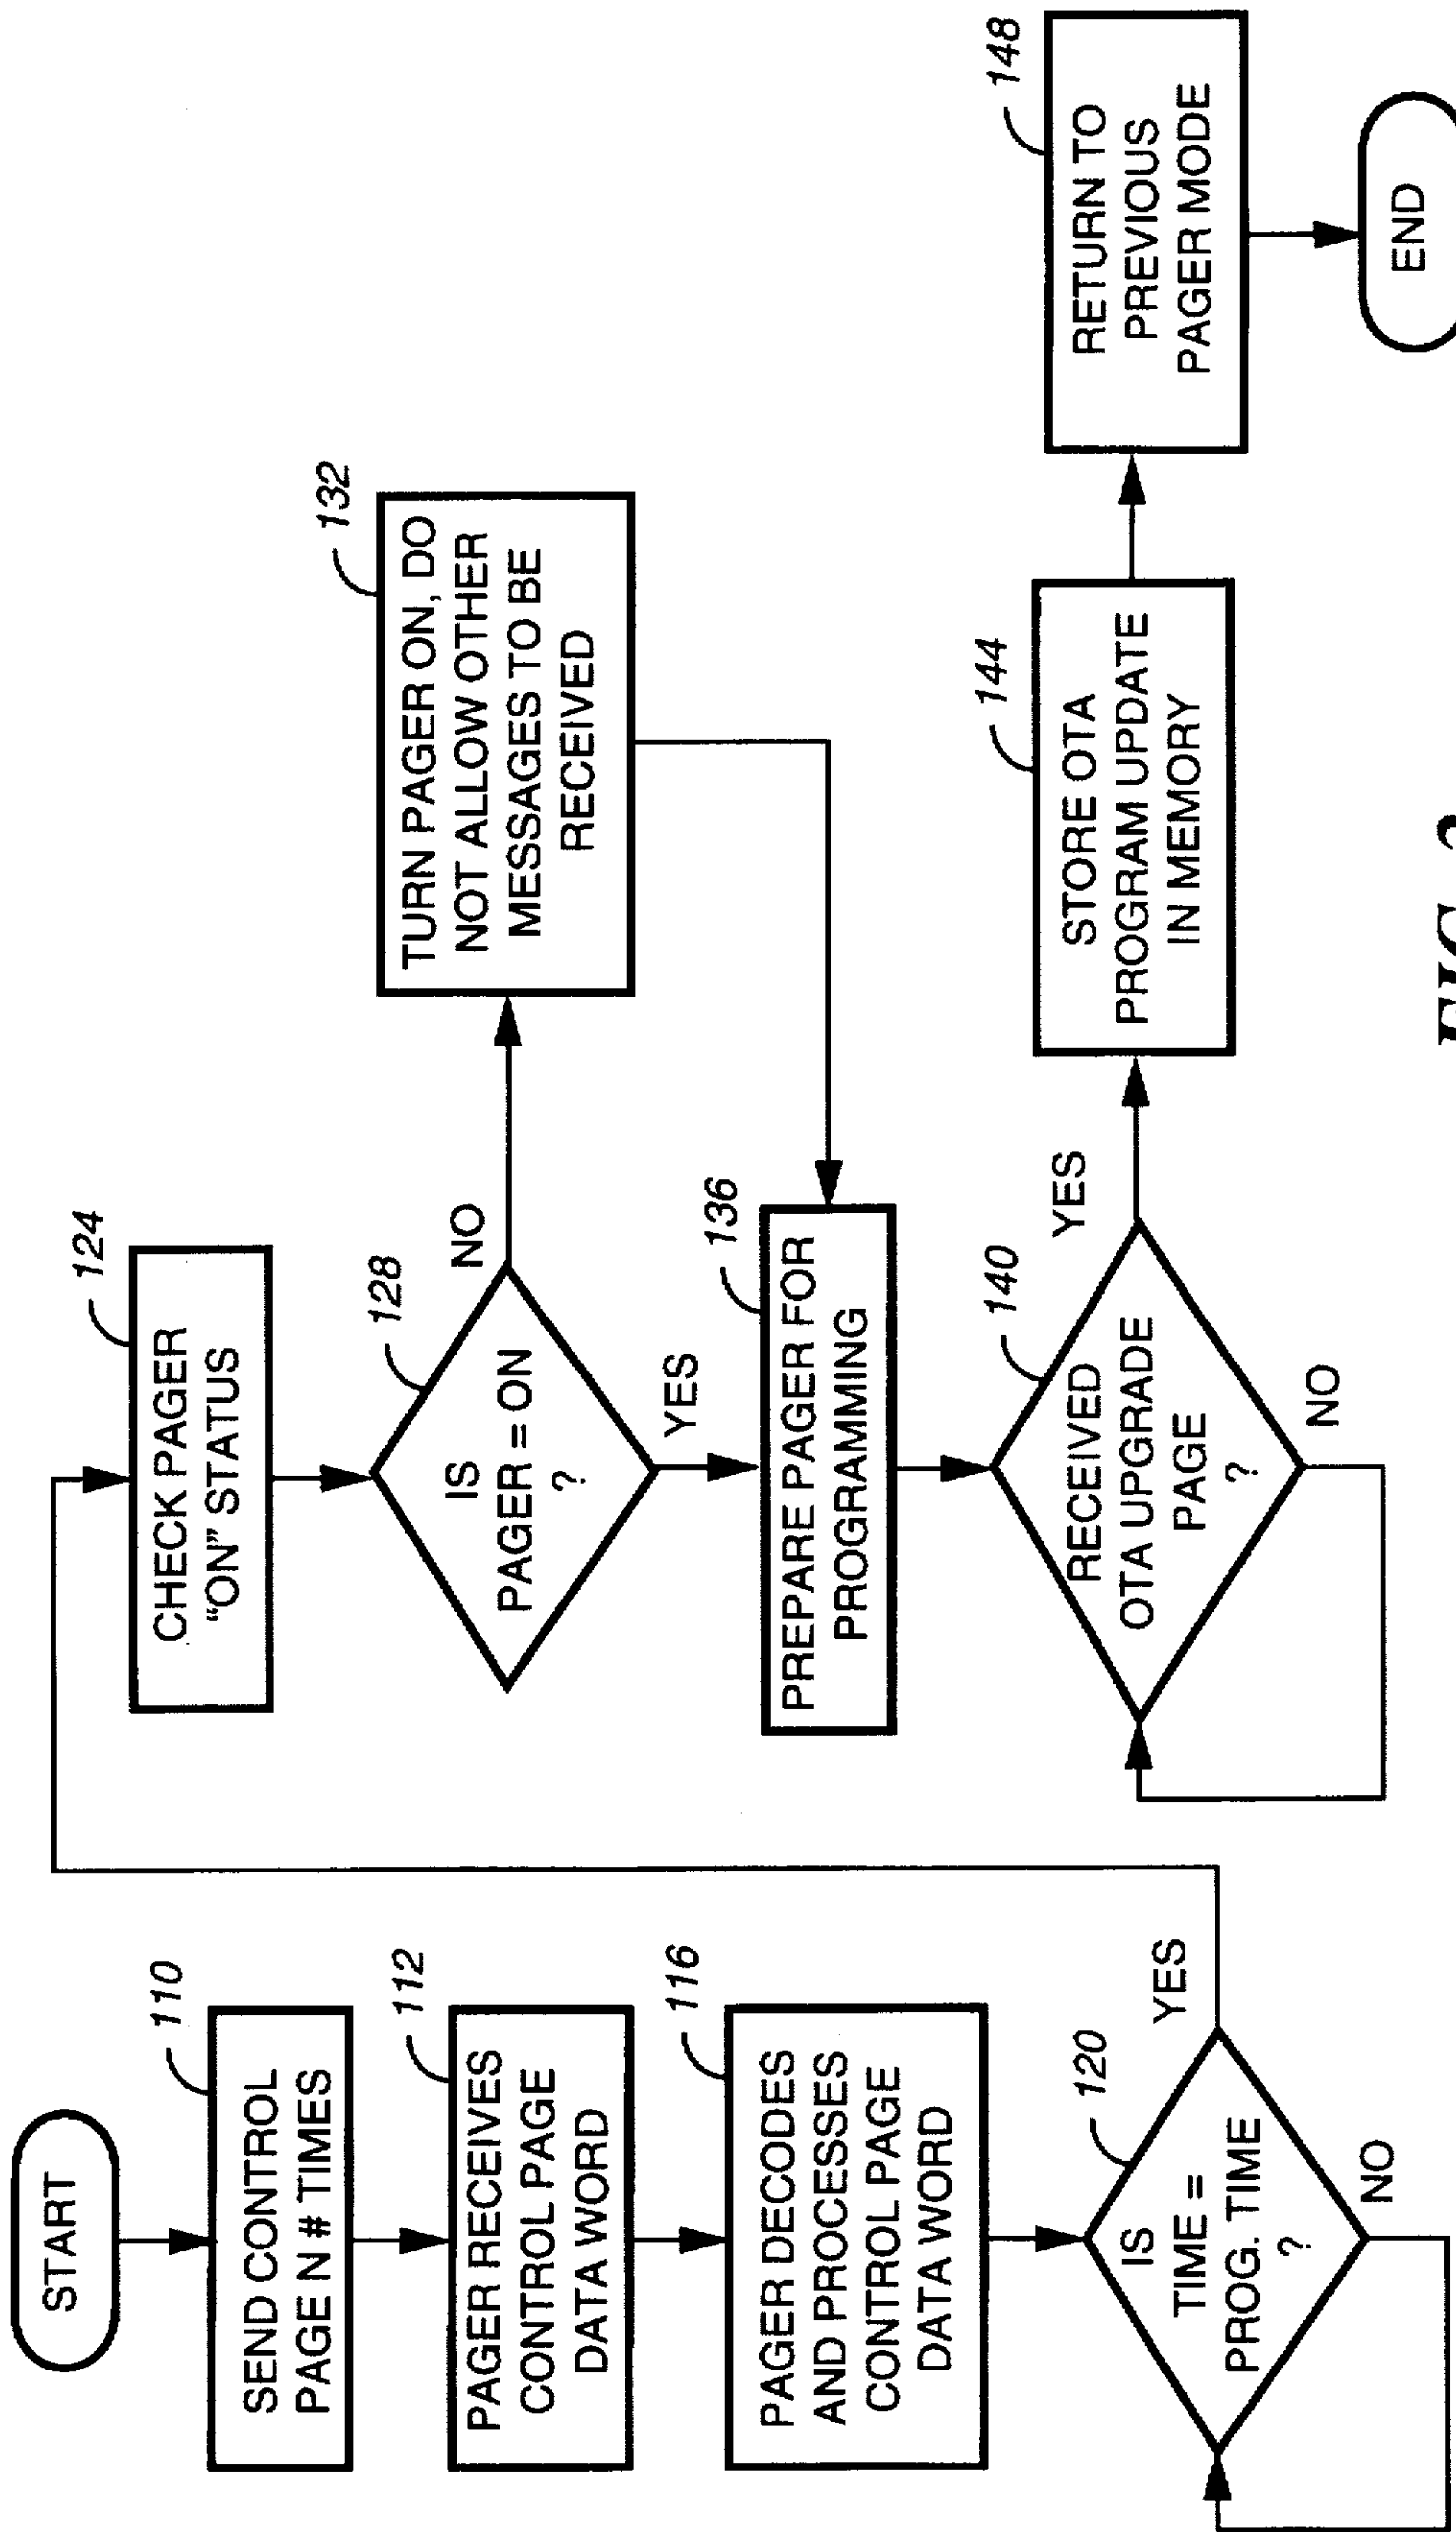 START
110
SEND CONTROL
PAGE N # TIMES
112
PAGER RECEIVES
CONTROL PAGE
DATA WORD
116
PAGER DECODES
AND PROCESSES
CONTROL PAGE
DATA WORD
120
IS
TIME =
PROG. TIME
?
YES
NO
124
CHECK PAGER
“ON” STATUS
128
IS
PAGER = ON
?
NO
YES
132
TURN PAGER ON, DO
NOT ALLOW OTHER
MESSAGES TO BE
RECEIVED
136
PREPARE PAGER FOR
PROGRAMMING
140
RECEIVED
OTA UPGRADE
PAGE
?
YES
NO
144
STORE OTA
PROGRAM UPDATE
IN MEMORY
148
RETURN TO
PREVIOUS
PAGER MODE
END
FIG.